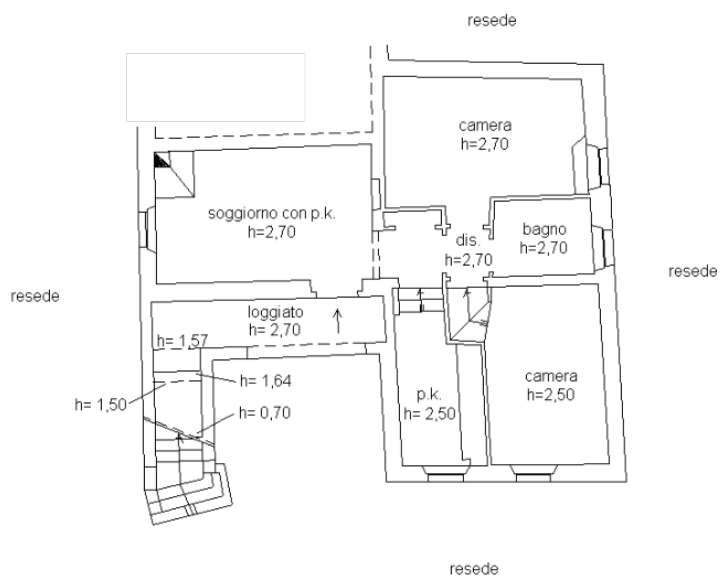 resede
camera
h=2,70
soggiorno con p.k.
h=2,70
bagno
h=2,70
dis.
h=2,70
resede
resede
loggiato
h= 2,70
h= 1,57
h= 1,64
h= 1,50
h= 0,70
p.k.
h= 2,50
camera
h=2,50
resede